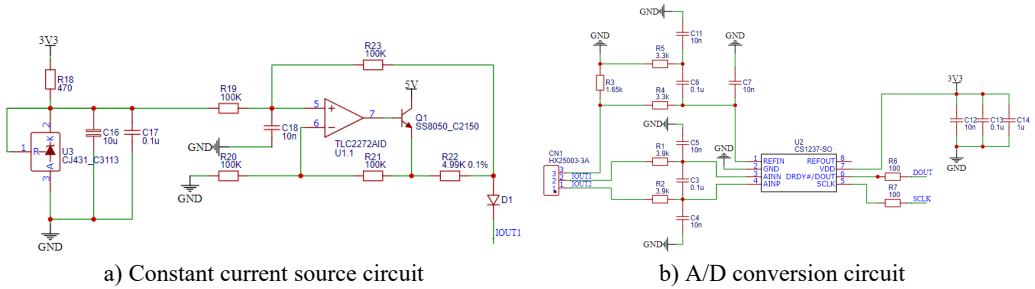 3V3
R18
470
1
R
K
A
3
2
U3
CJ431_C3113
GND
C16
10u
C17
0.1u
R19
100K
R23
100K
C18
10n
GND
R20
100K
GND
5
6
7
TLC2272AID
U1.1
R21
100K
5V
Q1
SS8050_C2150
R22
4.99K 0.1%
D1
IOUT1
a) Constant current source circuit
GND
C11
10n
GND
GND
R3
1.65k
R5
3.3k
C6
0.1u
R4
3.3k
C7
10n
CN1
HX25003-3A
3
2
1
IOUT1
IOUT2
GND
C5
10n
R1
3.9k
C3
0.1u
R2
3.9k
C4
10n
GND
GND
U2
CS1237-SO
1 REFIN
2 GND
3 AINN
4 AINP
REFOUT 8
VDD 7
DRDY#/DOUT 6
SCLK 5
R6
100
DOUT
R7
100
SCLK
3V3
C12
10n
C13
0.1u
C14
1u
GND
b) A/D conversion circuit